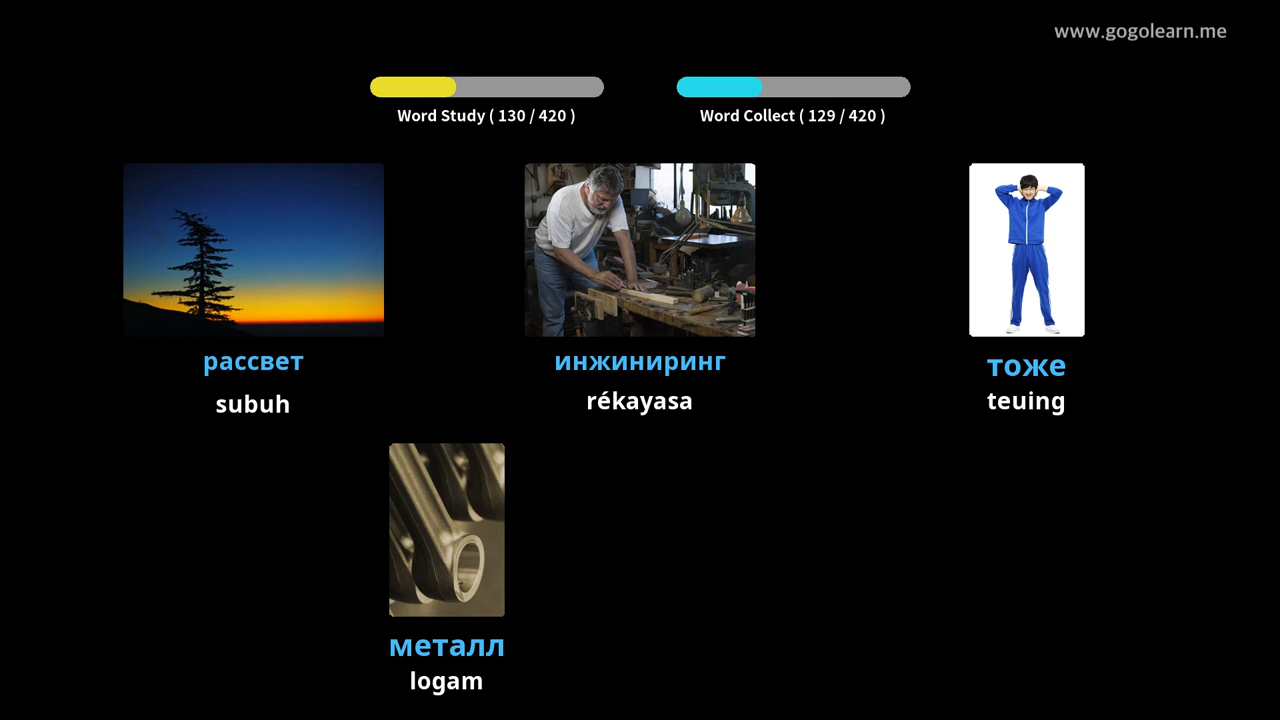 www.gogolearn.me
Word Study ( 130 / 420 )
Word Collect ( 129 / 420 )
рассвет
subuh
инжиниринг
rékayasa
тоже
teuing
металл
logam